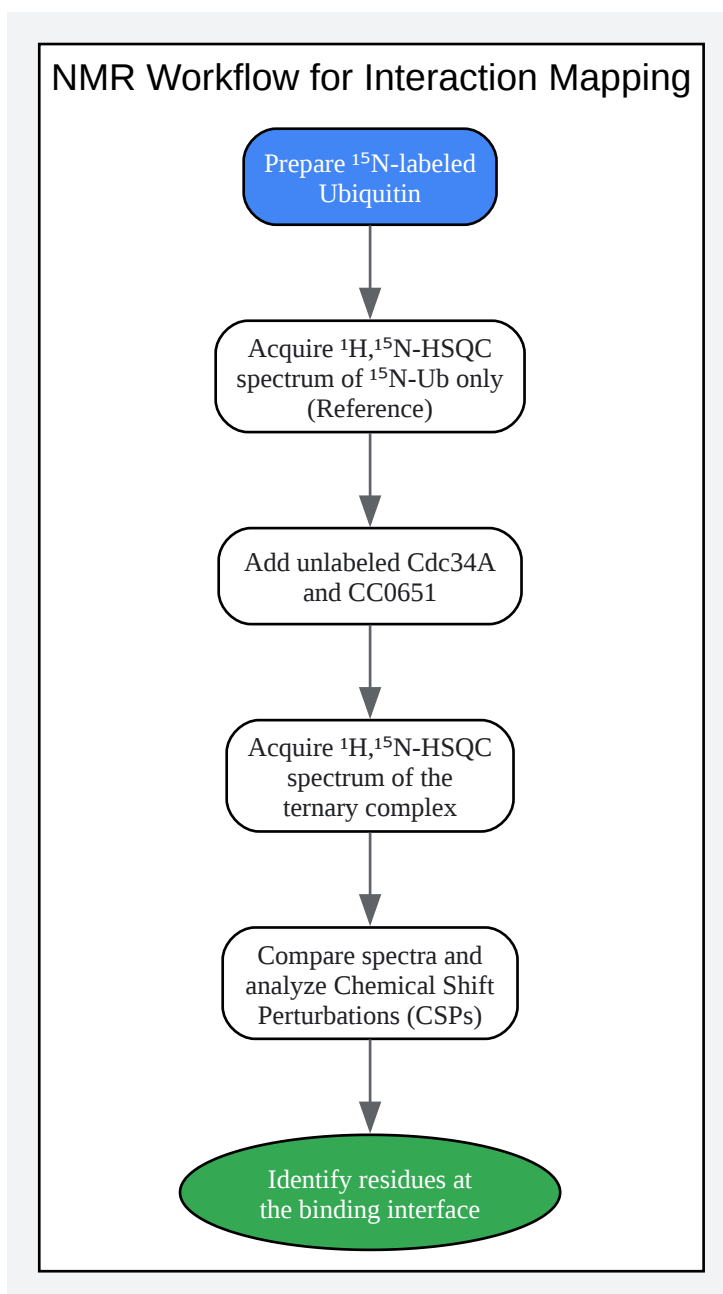 NMR Workflow for Interaction Mapping
Prepare ¹⁵N-labeled
Ubiquitin
Acquire ¹H,¹⁵N-HSQC
spectrum of ¹⁵N-Ub only
(Reference)
Add unlabeled Cdc34A
and CC0651
Acquire ¹H,¹⁵N-HSQC
spectrum of the
ternary complex
Compare spectra and
analyze Chemical Shift
Perturbations (CSPs)
Identify residues at
the binding interface